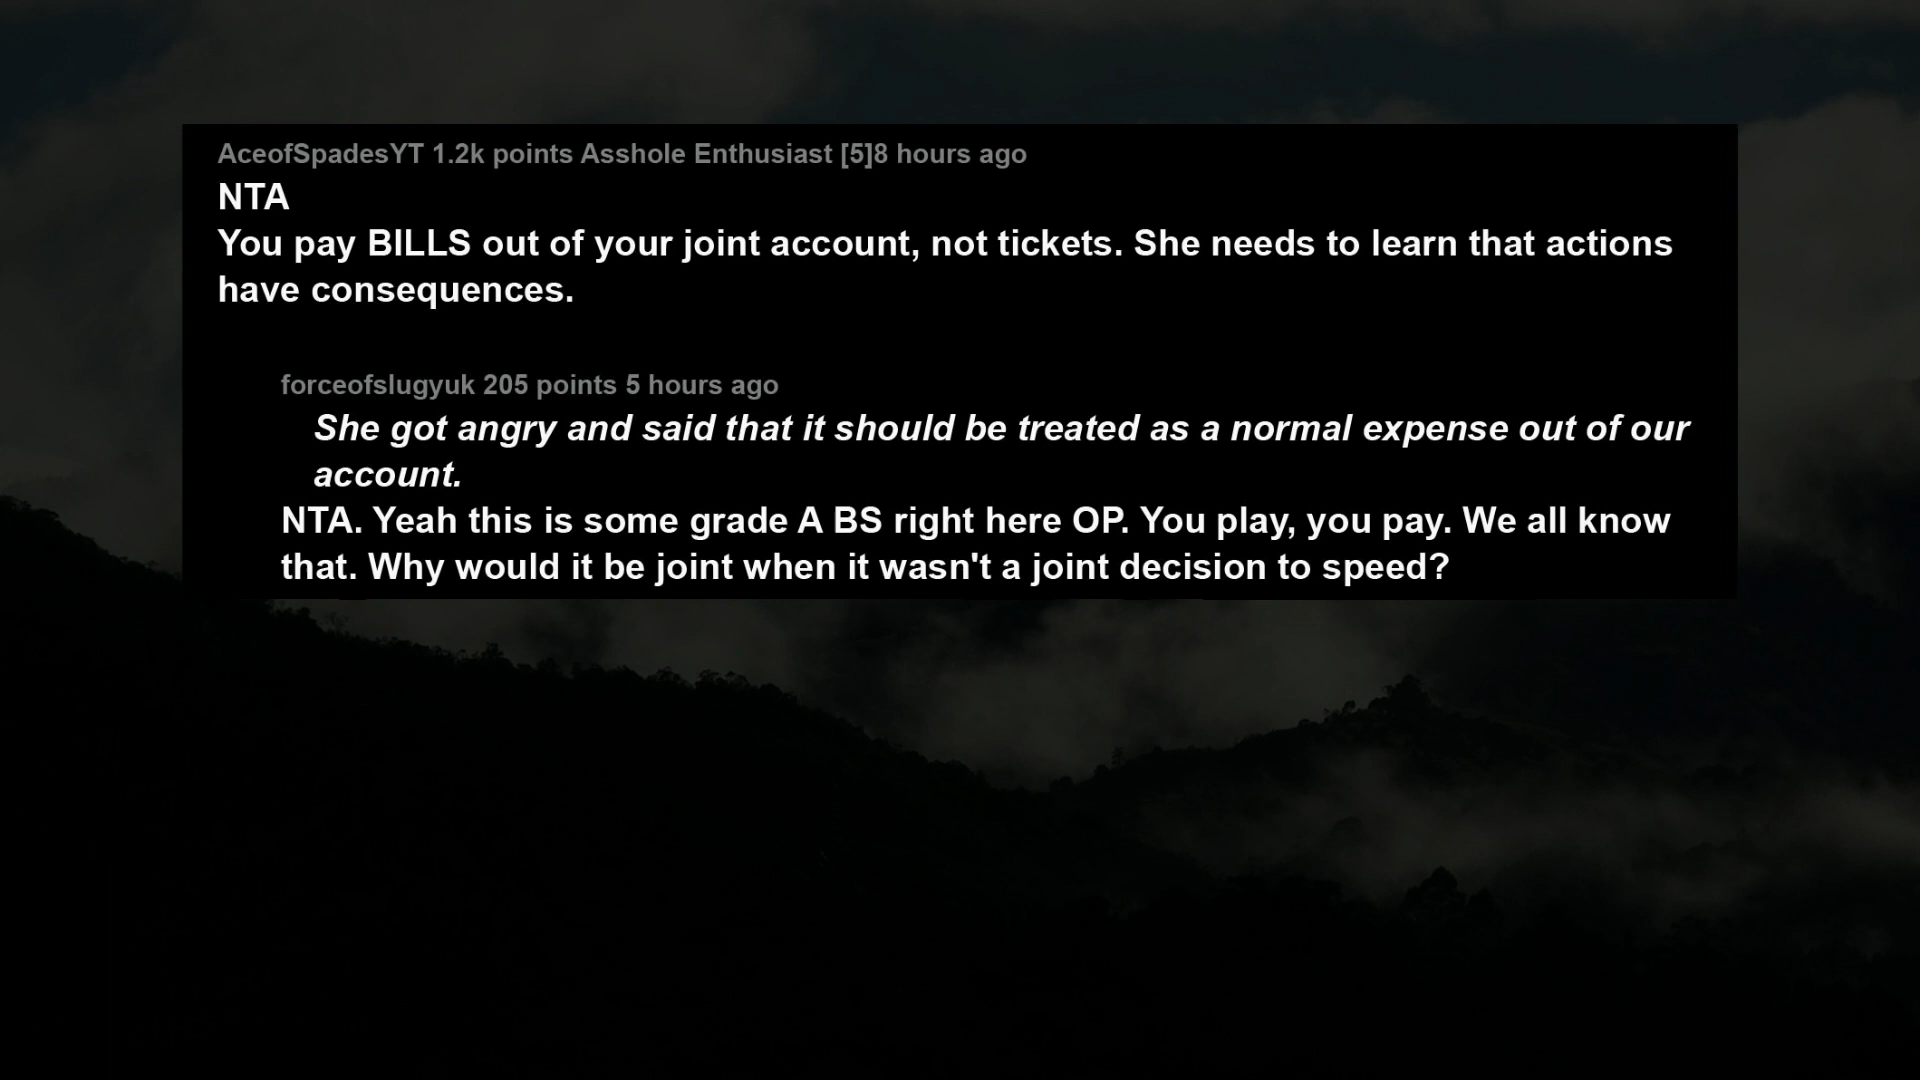 AceofSpadesYT 1.2k points Asshole Enthusiast [5]8 hours ago
NTA
You pay BILLS out of your joint account, not tickets. She needs to learn that actions
have consequences.
forceofslugyuk 205 points 5 hours ago
She got angry and said that it should be treated as a normal expense out of our
account.
NTA. Yeah this is some grade A BS right here OP. You play, you pay. We all know
that. Why would it be joint when it wasn't a joint decision to speed?